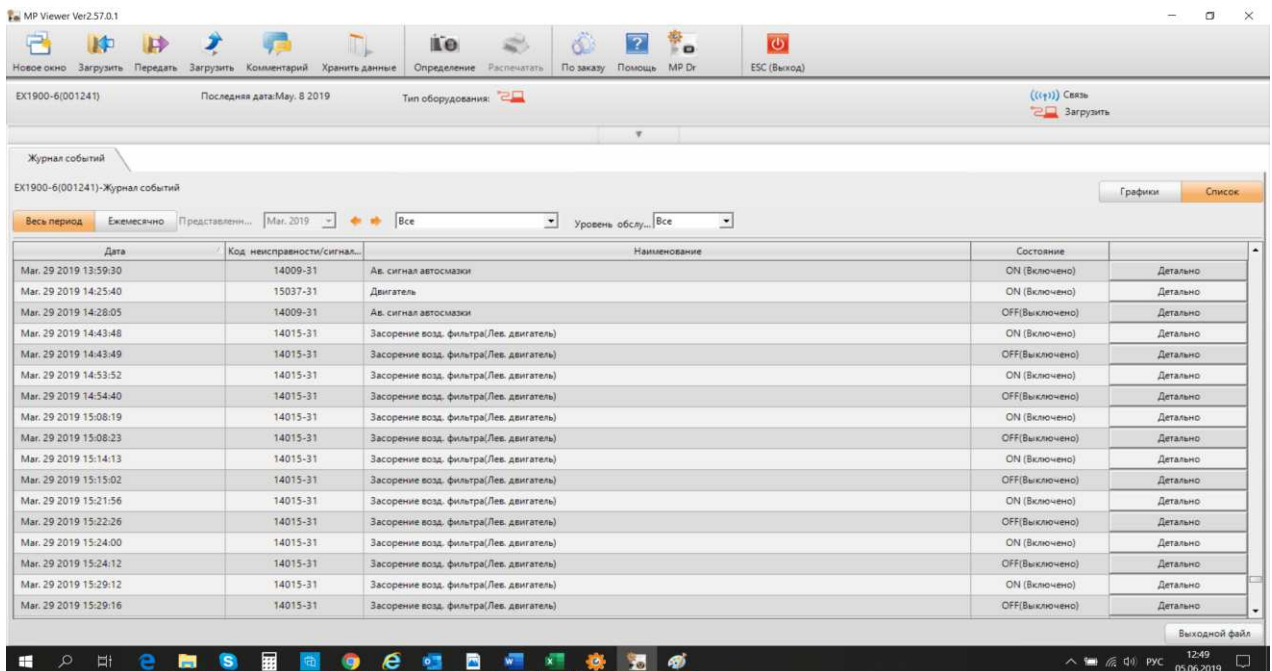 MP Viewer Ver2.57.0.1
Новое окно Загрузить Передать Загрузить Комментарий Хранить данные Определение Распечатать По заказу Помощь MP Dr ESC (Выход)
EX1900-6(001241) Последняя дата:May. 8 2019 Тип оборудования: ((( ))) Связь
Загрузить
Журнал событий
EX1900-6(001241)-Журнал событий Графики Список
Весь период Ежемесячно Представленн... Mar. 2019 Все Уровень обслу... Все
Дата Код неисправности/сигнал... Наименование Состояние
Mar. 29 2019 13:59:30 14009-31 Ав. сигнал автосмазки ON (Включено) Детально
Mar. 29 2019 14:25:40 15037-31 Двигатель ON (Включено) Детально
Mar. 29 2019 14:28:05 14009-31 Ав. сигнал автосмазки OFF(Выключено) Детально
Mar. 29 2019 14:43:48 14015-31 Засорение возд. фильтра(Лев. двигатель) ON (Включено) Детально
Mar. 29 2019 14:43:49 14015-31 Засорение возд. фильтра(Лев. двигатель) OFF(Выключено) Детально
Mar. 29 2019 14:53:52 14015-31 Засорение возд. фильтра(Лев. двигатель) ON (Включено) Детально
Mar. 29 2019 14:54:40 14015-31 Засорение возд. фильтра(Лев. двигатель) OFF(Выключено) Детально
Mar. 29 2019 15:08:19 14015-31 Засорение возд. фильтра(Лев. двигатель) ON (Включено) Детально
Mar. 29 2019 15:08:23 14015-31 Засорение возд. фильтра(Лев. двигатель) OFF(Выключено) Детально
Mar. 29 2019 15:14:13 14015-31 Засорение возд. фильтра(Лев. двигатель) ON (Включено) Детально
Mar. 29 2019 15:15:02 14015-31 Засорение возд. фильтра(Лев. двигатель) OFF(Выключено) Детально
Mar. 29 2019 15:21:56 14015-31 Засорение возд. фильтра(Лев. двигатель) ON (Включено) Детально
Mar. 29 2019 15:22:26 14015-31 Засорение возд. фильтра(Лев. двигатель) OFF(Выключено) Детально
Mar. 29 2019 15:24:00 14015-31 Засорение возд. фильтра(Лев. двигатель) ON (Включено) Детально
Mar. 29 2019 15:24:12 14015-31 Засорение возд. фильтра(Лев. двигатель) OFF(Выключено) Детально
Mar. 29 2019 15:29:12 14015-31 Засорение возд. фильтра(Лев. двигатель) ON (Включено) Детально
Mar. 29 2019 15:29:16 14015-31 Засорение возд. фильтра(Лев. двигатель) OFF(Выключено) Детально
Выходной файл
РУС 12:49
05.06.2019